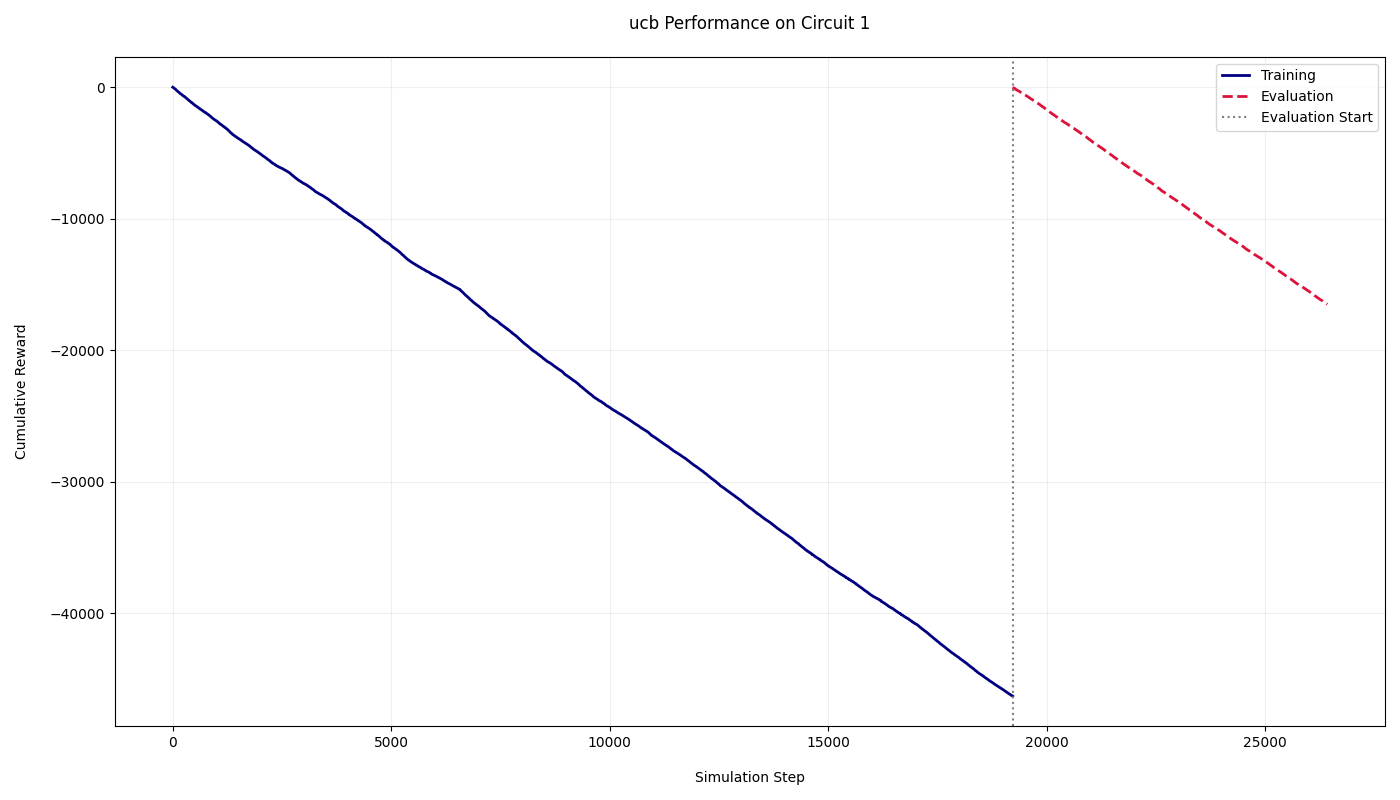 ucb Performance on Circuit 1
Training
Evaluation
Evaluation Start
Cumulative Reward
0
−10000
−20000
−30000
−40000
0
5000
10000
15000
20000
25000
Simulation Step